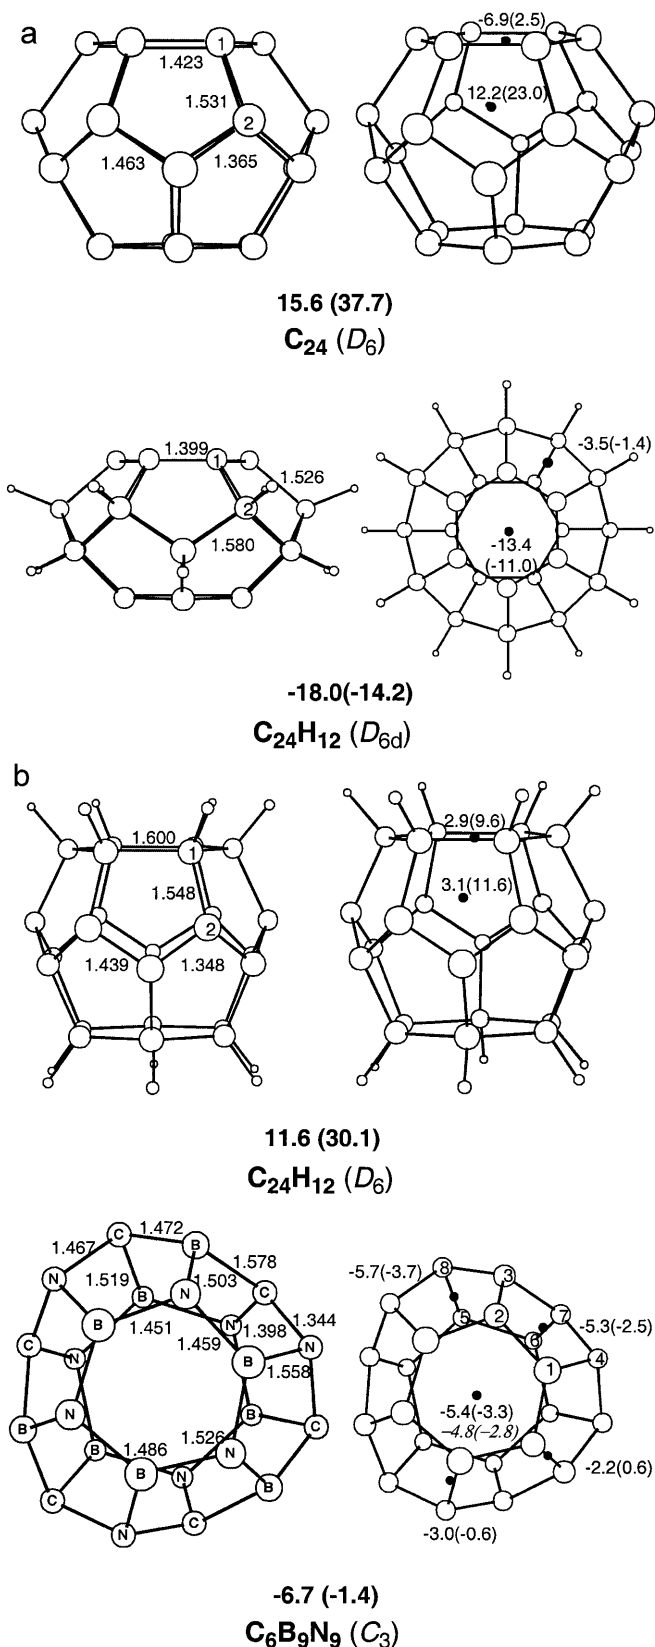 a
-6.9(2.5)
1
1.423
1.531
12.2(23.0)
2
1.463
1.365
15.6 (37.7)
C24 (D6)
1.399
1
1.526
-3.5(-1.4)
2
1.580
-13.4
(-11.0)
-18.0(-14.2)
C24H12 (D6d)
b
1.600
1
2.9(9.6)
1.548
3.1(11.6)
2
1.439
1.348
11.6 (30.1)
C24H12 (D6)
1.472
C
B
1.467
1.578
N
1.519
1.503
B
N
C
1.451
1.398
1.344
B
1.459
N
N
C
N
B
1.558
N
B
C
B
B
1.486
1.526
N
B
N
B
C
N
C
-5.7(-3.7)
8
3
5
2
7
-5.3(-2.5)
6
1
4
-5.4(-3.3)
-4.8(-2.8)
-2.2(0.6)
-3.0(-0.6)
-6.7 (-1.4)
C6B9N9 (C3)